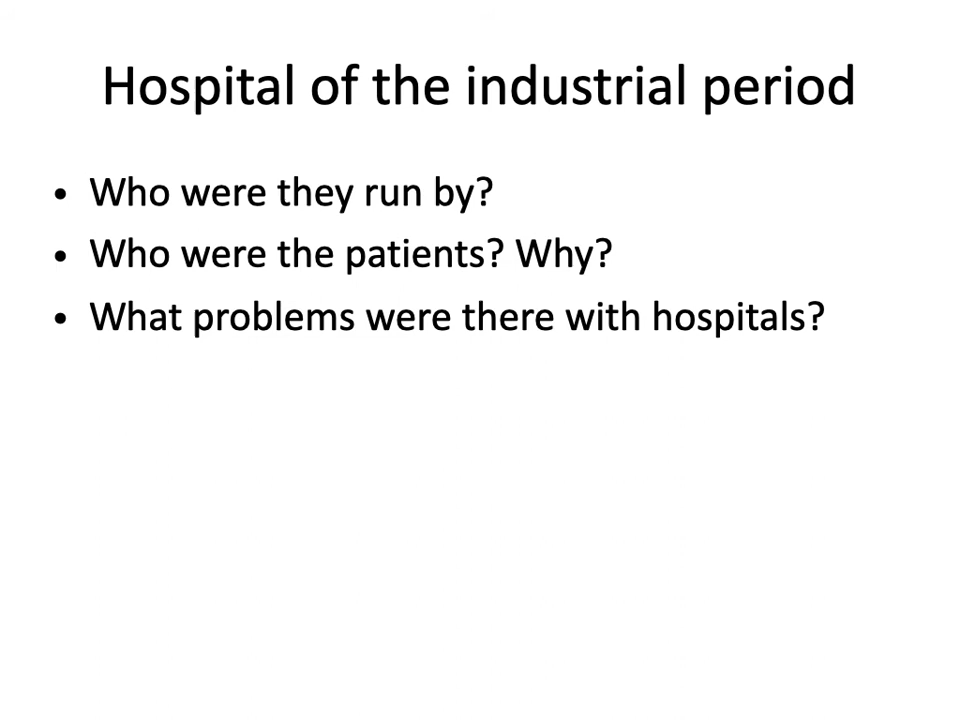 Hospital of the industrial period
• Who were they run by?
• Who were the patients? Why?
• What problems were there with hospitals?